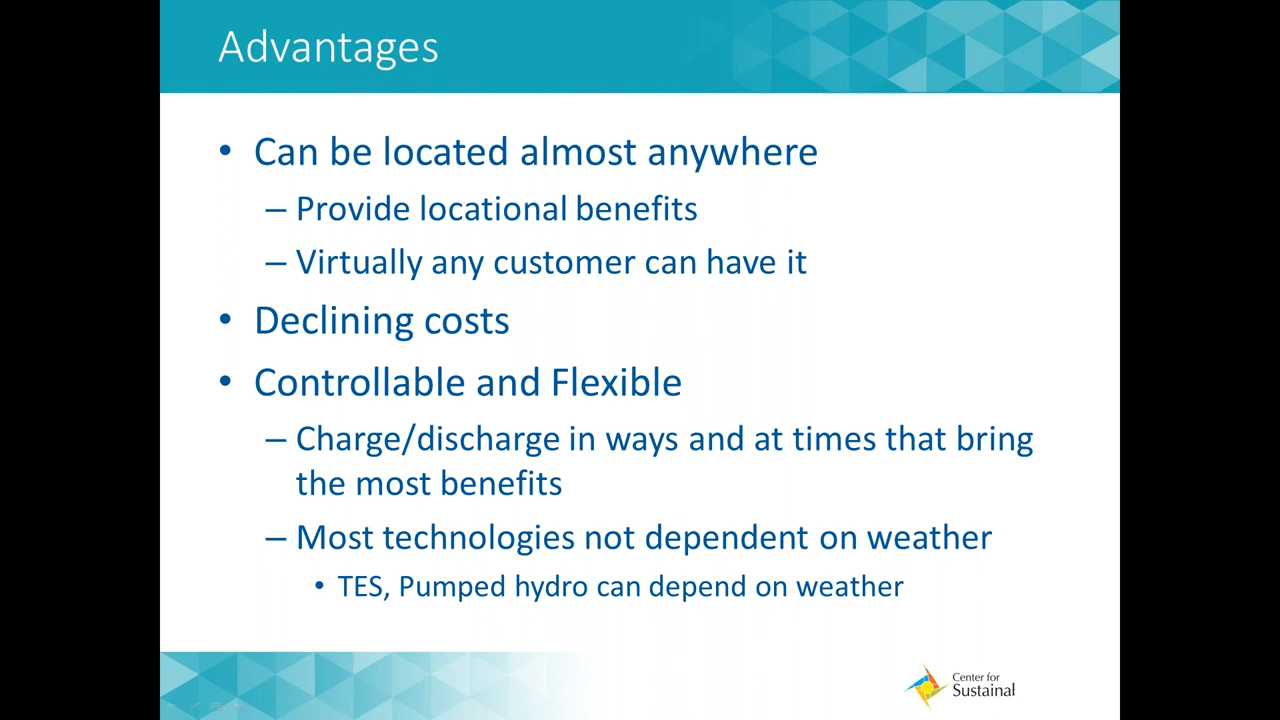 Advantages
• Can be located almost anywhere
– Provide locational benefits
– Virtually any customer can have it
• Declining costs
• Controllable and Flexible
– Charge/discharge in ways and at times that bring
the most benefits
– Most technologies not dependent on weather
• TES, Pumped hydro can depend on weather
Center for
Sustainal